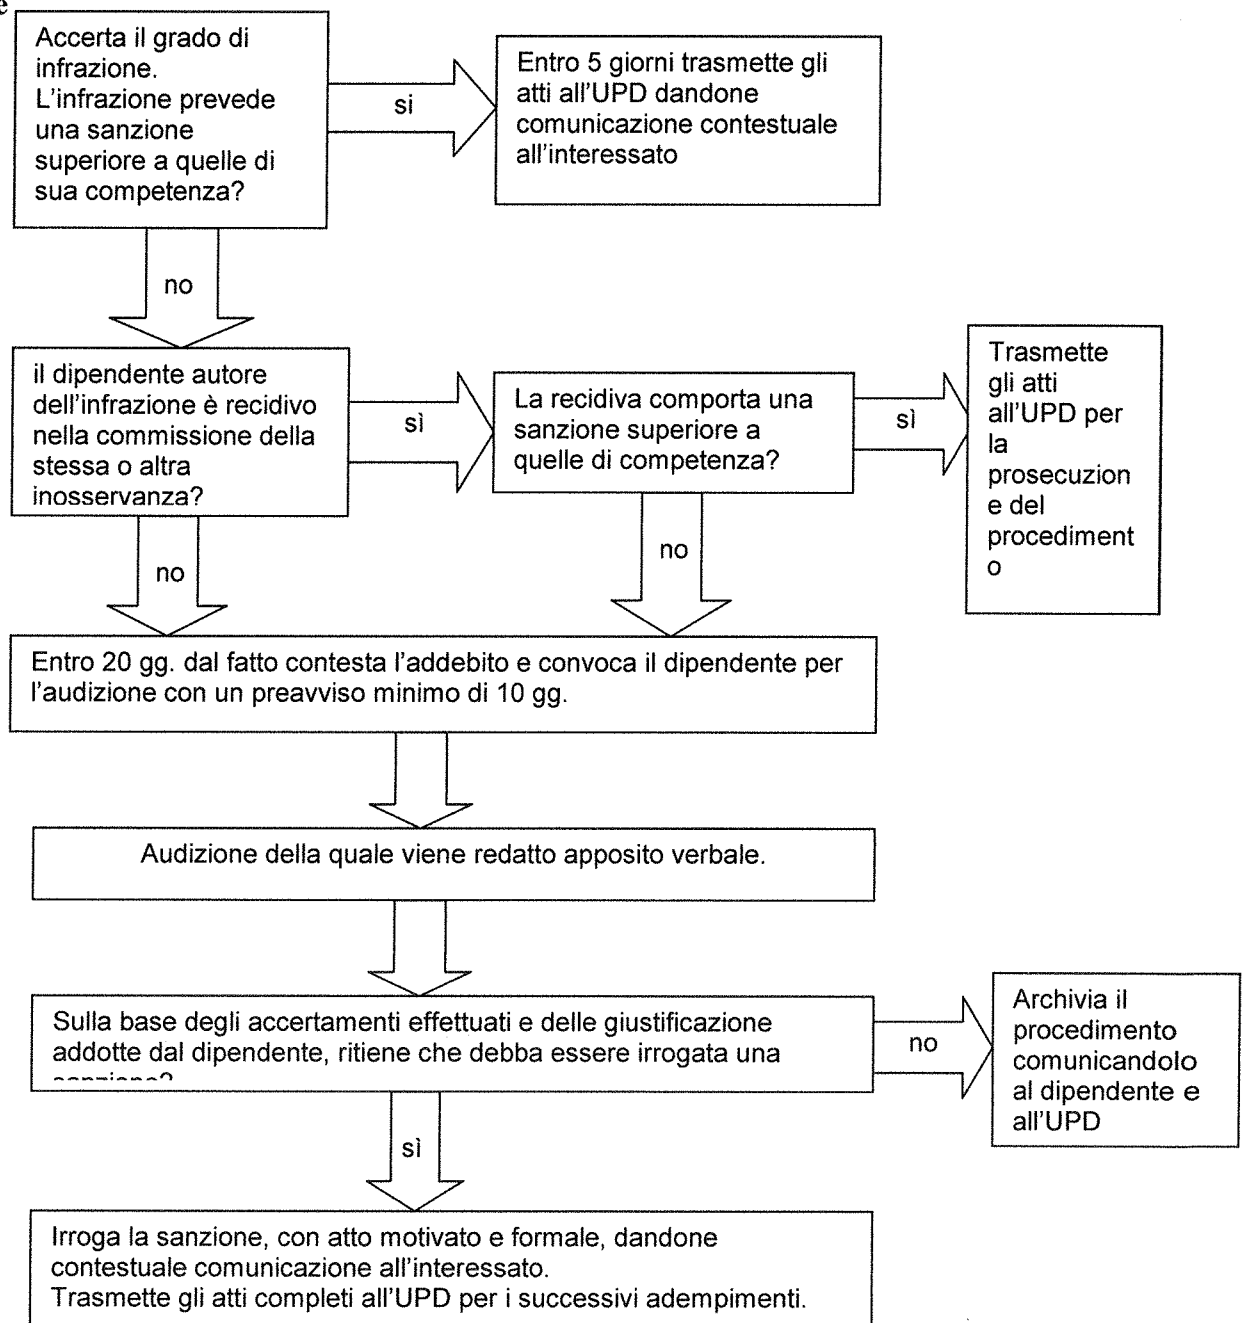 e
Accerta il grado di
infrazione.
L'infrazione prevede
una sanzione
superiore a quelle di
sua competenza?
si
Entro 5 giorni trasmette gli
atti all'UPD dandone
comunicazione contestuale
all'interessato
no
il dipendente autore
dell'infrazione è recidivo
nella commissione della
stessa o altra
inosservanza?
sì
La recidiva comporta una
sanzione superiore a
quelle di competenza?
sì
Trasmette
gli atti
all'UPD per
la
prosecuzion
e del
procediment
o
no
no
Entro 20 gg. dal fatto contesta l'addebito e convoca il dipendente per
l'audizione con un preavviso minimo di 10 gg.
Audizione della quale viene redatto apposito verbale.
Sulla base degli accertamenti effettuati e delle giustificazione
addotte dal dipendente, ritiene che debba essere irrogata una
sanzione?
no
Archivia il
procedimento
comunicandolo
al dipendente e
all'UPD
sì
Irroga la sanzione, con atto motivato e formale, dandone
contestuale comunicazione all'interessato.
Trasmette gli atti completi all'UPD per i successivi adempimenti.